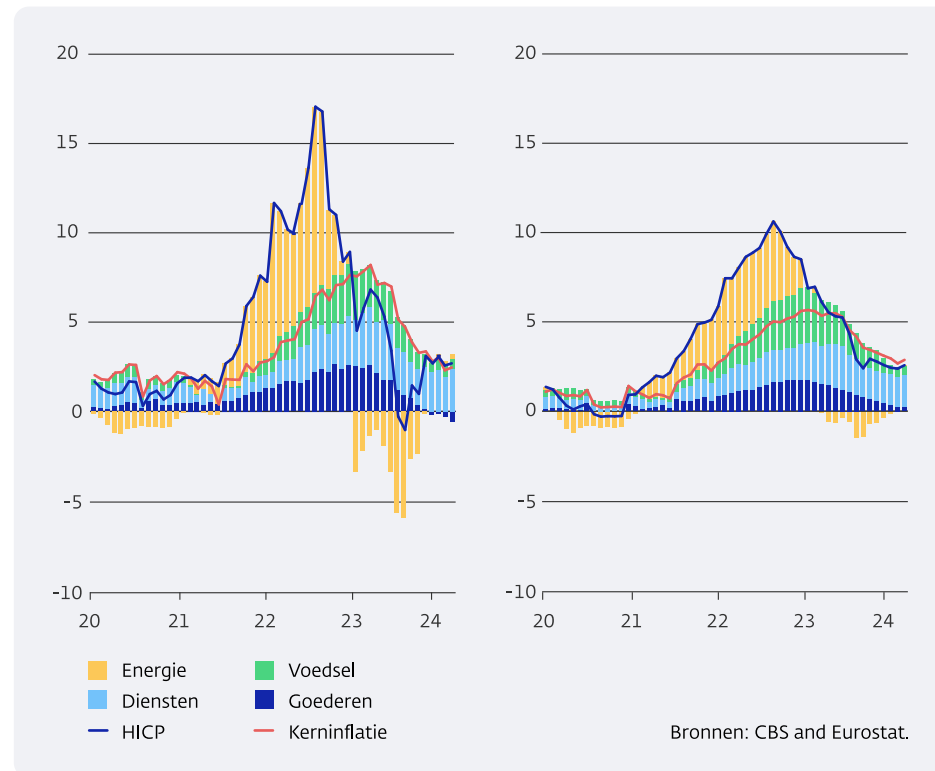 20
15
10
5
0
-5
-10
20 21 22 23 24
20
15
10
5
0
-5
-10
20 21 22 23 24
Energie Voedsel
Diensten Goederen
HICP Kerninflatie
Bronnen: CBS and Eurostat.